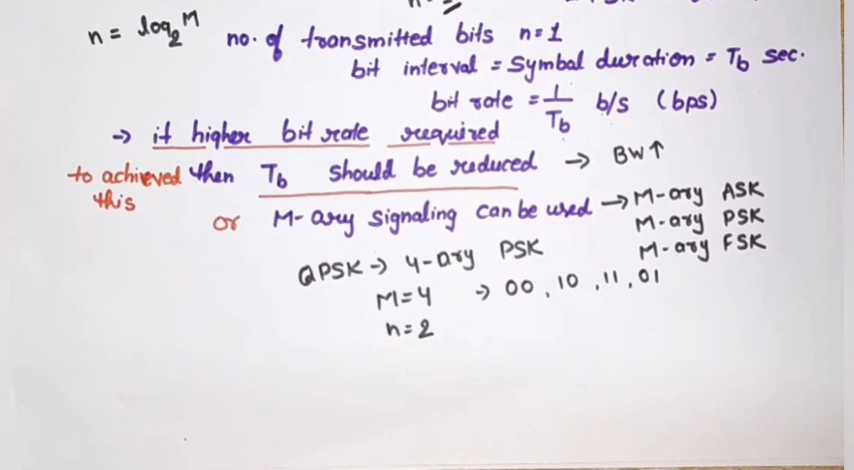 n = log₂M
no. of transmitted bits n=1
bit interval = Symbol duration = Tb sec.
bit rate = 1/Tb b/s (bps)
→ if higher bit rate required
to achieved this then Tb should be reduced → BW↑
or M-ary signaling can be used → M-ary ASK
M-ary PSK
M-ary FSK
QPSK → 4-ary PSK
M=4 → 00, 10, 11, 01
n=2